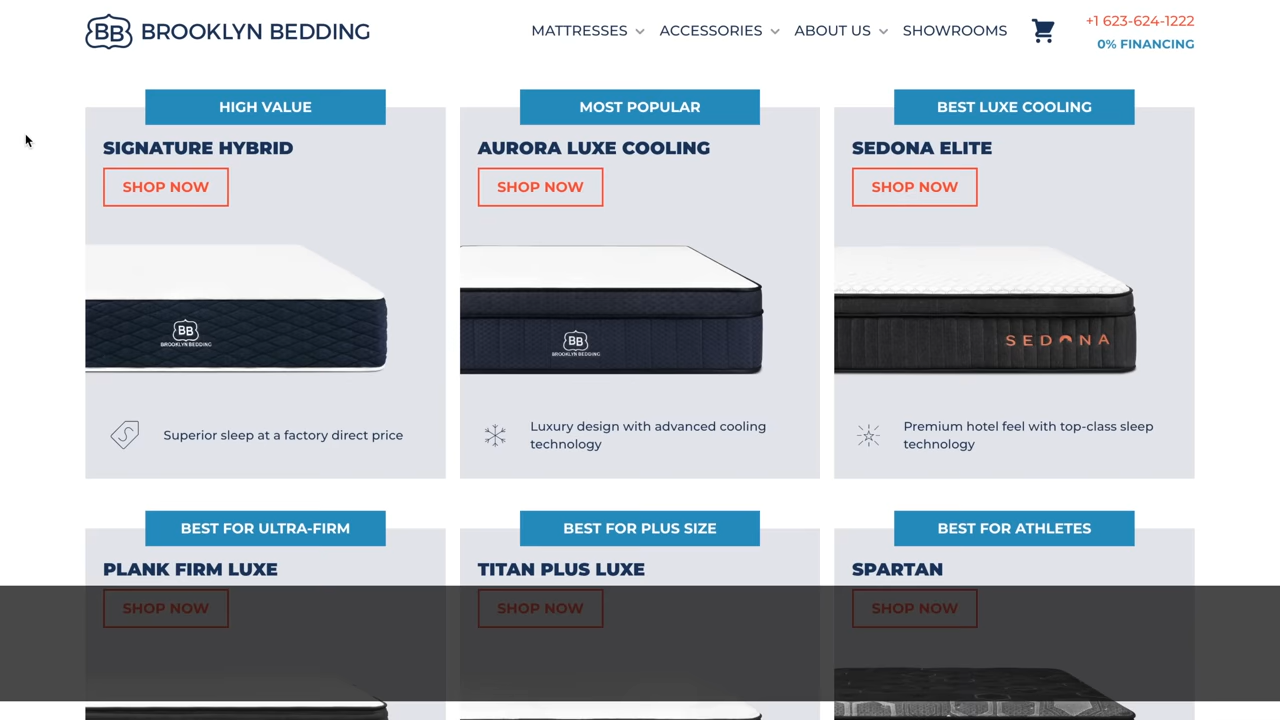 BB BROOKLYN BEDDING
MATTRESSES
ACCESSORIES
ABOUT US
SHOWROOMS
+1 623-624-1222
0% FINANCING
HIGH VALUE
SIGNATURE HYBRID
SHOP NOW
BB
BROOKLYN BEDDING
Superior sleep at a factory direct price
MOST POPULAR
AURORA LUXE COOLING
SHOP NOW
BB
BROOKLYN BEDDING
Luxury design with advanced cooling
technology
BEST LUXE COOLING
SEDONA ELITE
SHOP NOW
SEDONA
Premium hotel feel with top-class sleep
technology
BEST FOR ULTRA-FIRM
PLANK FIRM LUXE
SHOP NOW
BEST FOR PLUS SIZE
TITAN PLUS LUXE
SHOP NOW
BEST FOR ATHLETES
SPARTAN
SHOP NOW